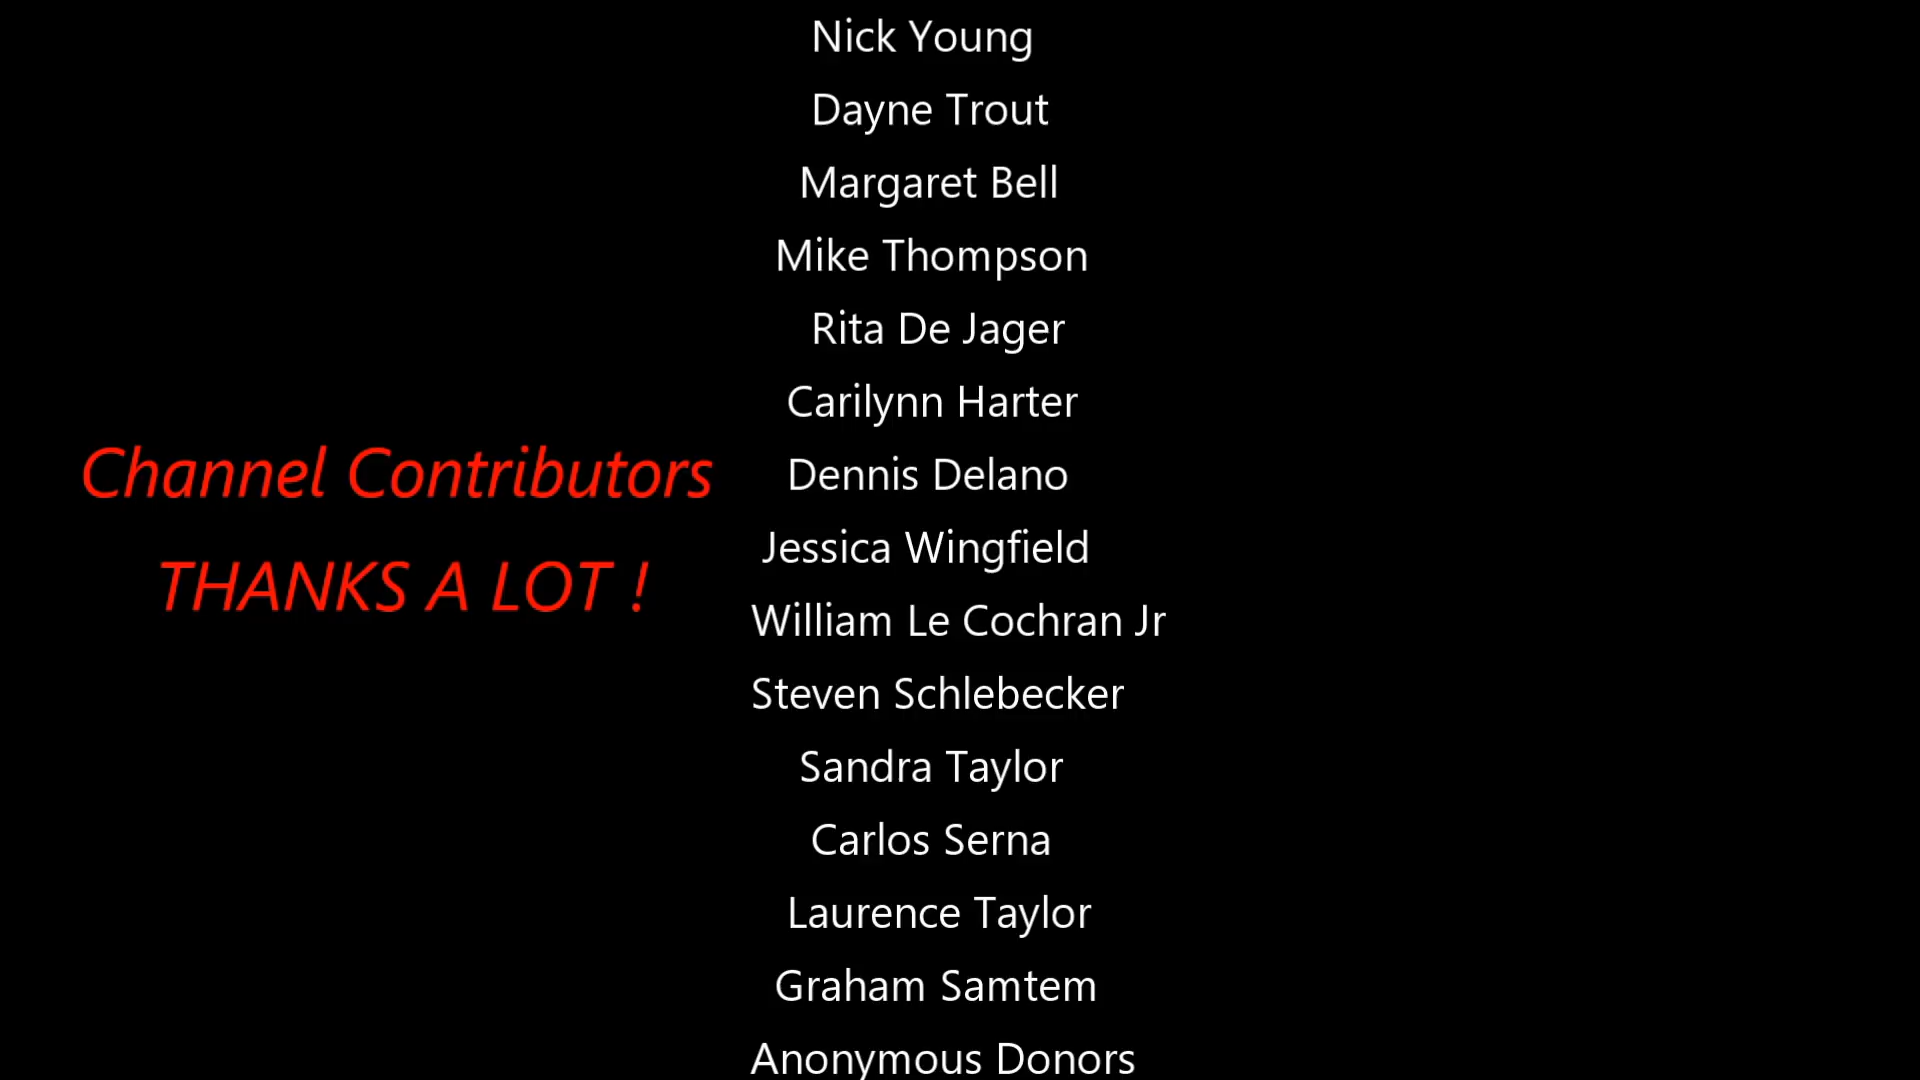 Channel Contributors
THANKS A LOT !
Nick Young
Dayne Trout
Margaret Bell
Mike Thompson
Rita De Jager
Carilynn Harter
Dennis Delano
Jessica Wingfield
William Le Cochran Jr
Steven Schlebecker
Sandra Taylor
Carlos Serna
Laurence Taylor
Graham Samtem
Anonymous Donors